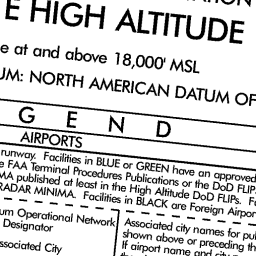 E HIGH ALTITUDE
e at and above 18,000' MSL
UM: NORTH AMERICAN DATUM OF
G E N D
AIRPORTS
runway. Facilities in BLUE or GREEN have an approved
e FAA Terminal Procedures Publications or the DoD FLIP
MA published at least in the High Altitude DoD FLIPs.
RADAR MINIMA. Facilities in BLACK are Foreign Airpor
um Operational Network
Designator
ssociated City
Associated city names for pu
shown above or preceding th
If airport name and city